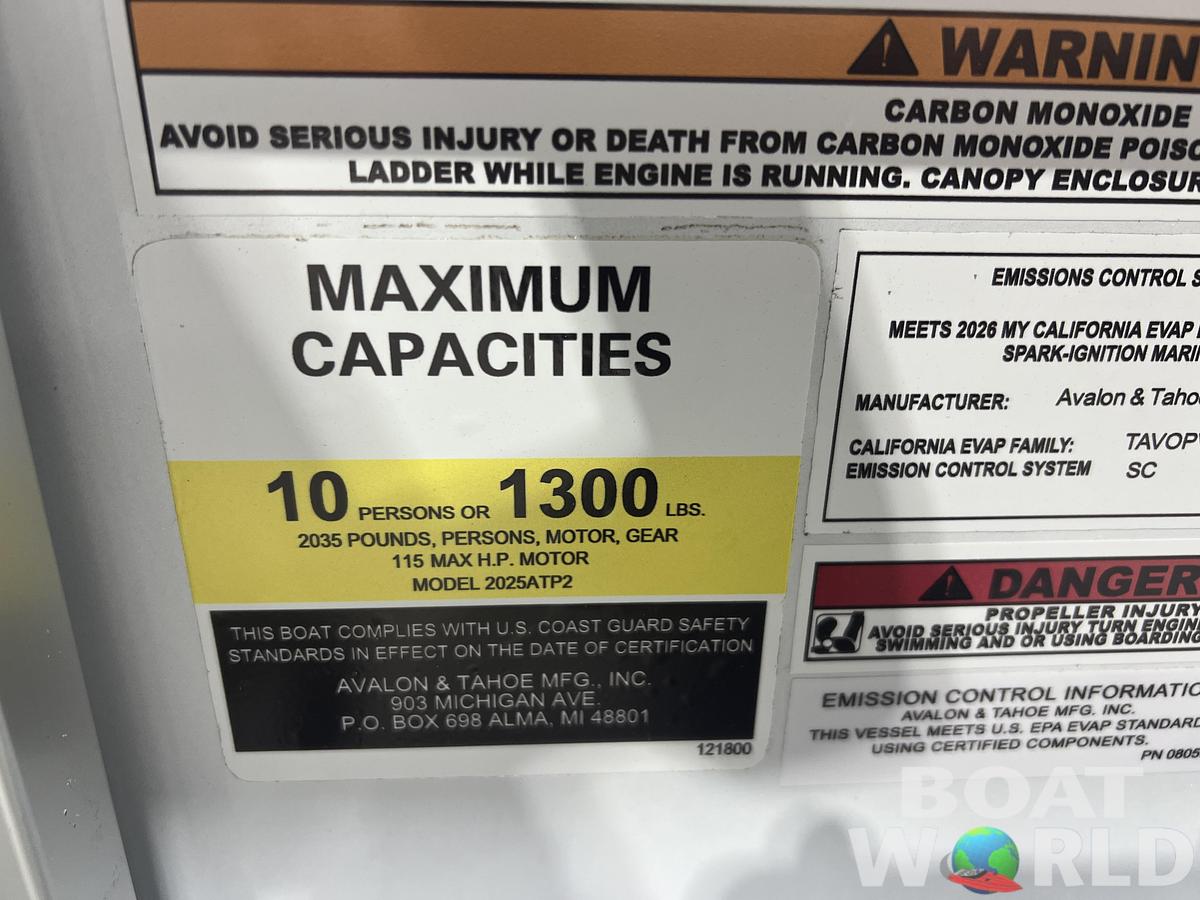 WARNIN
CARBON MONOXIDE
AVOID SERIOUS INJURY OR DEATH FROM CARBON MONOXIDE POISO
LADDER WHILE ENGINE IS RUNNING. CANOPY ENCLOSUR
MAXIMUM
CAPACITIES
10 PERSONS OR 1300 LBS.
2035 POUNDS, PERSONS, MOTOR, GEAR
115 MAX H.P. MOTOR
MODEL 2025ATP2
THIS BOAT COMPLIES WITH U.S. COAST GUARD SAFETY
STANDARDS IN EFFECT ON THE DATE OF CERTIFICATION
AVALON & TAHOE MFG., INC.
903 MICHIGAN AVE.
P.O. BOX 698 ALMA, MI 48801
121800
EMISSIONS CONTROL S
MEETS 2026 MY CALIFORNIA EVAP
SPARK-IGNITION MARI
MANUFACTURER: Avalon & Taho
CALIFORNIA EVAP FAMILY: TAVOP
EMISSION CONTROL SYSTEM SC
DANGER
PROPELLER INJURY
AVOID SERIOUS INJURY TURN ENGIN
SWIMMING AND OR USING BOARDING
EMISSION CONTROL INFORMATIO
AVALON & TAHOE MFG. INC.
THIS VESSEL MEETS U.S. EPA EVAP STANDARD
USING CERTIFIED COMPONENTS.
PN 0805
BOAT
WORLD